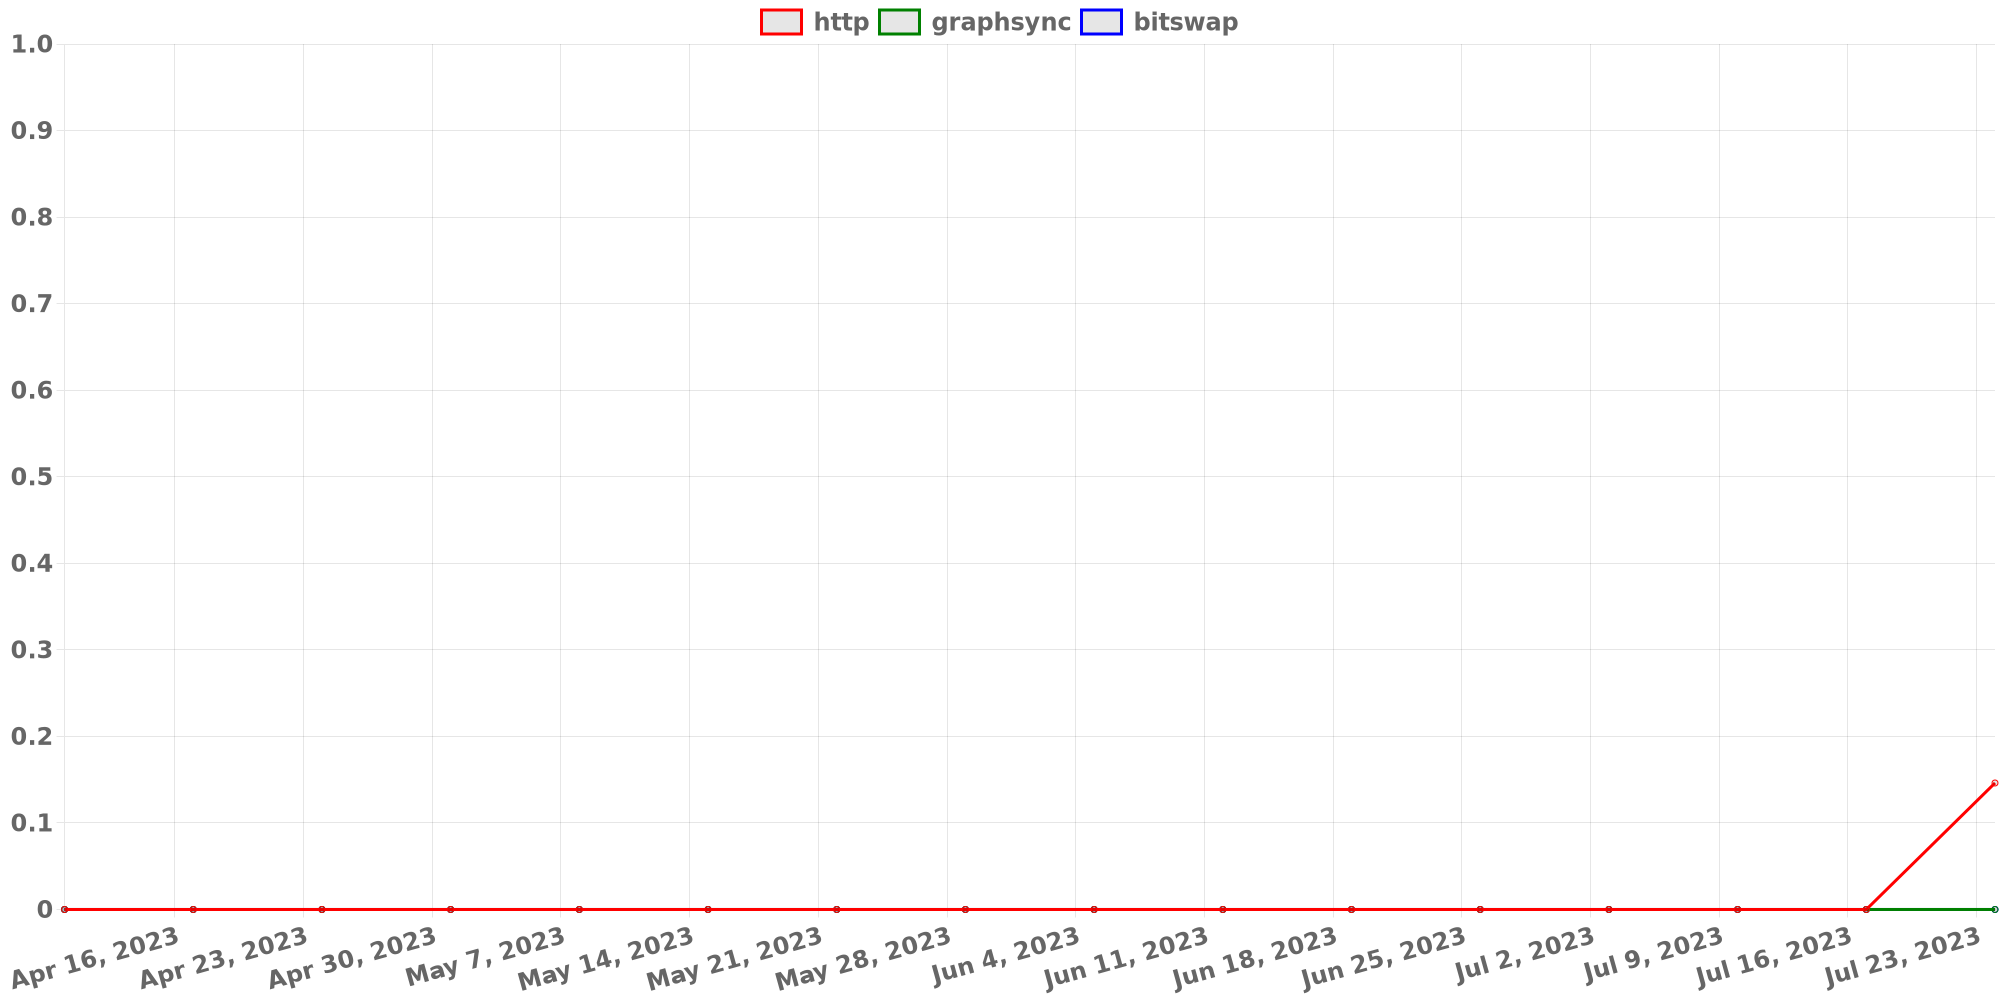 http graphsync bitswap
1.0
0.9
0.8
0.7
0.6
0.5
0.4
0.3
0.2
0.1
0
Apr 16, 2023
Apr 23, 2023
Apr 30, 2023
May 7, 2023
May 14, 2023
May 21, 2023
May 28, 2023
Jun 4, 2023
Jun 11, 2023
Jun 18, 2023
Jun 25, 2023
Jul 2, 2023
Jul 9, 2023
Jul 16, 2023
Jul 23, 2023